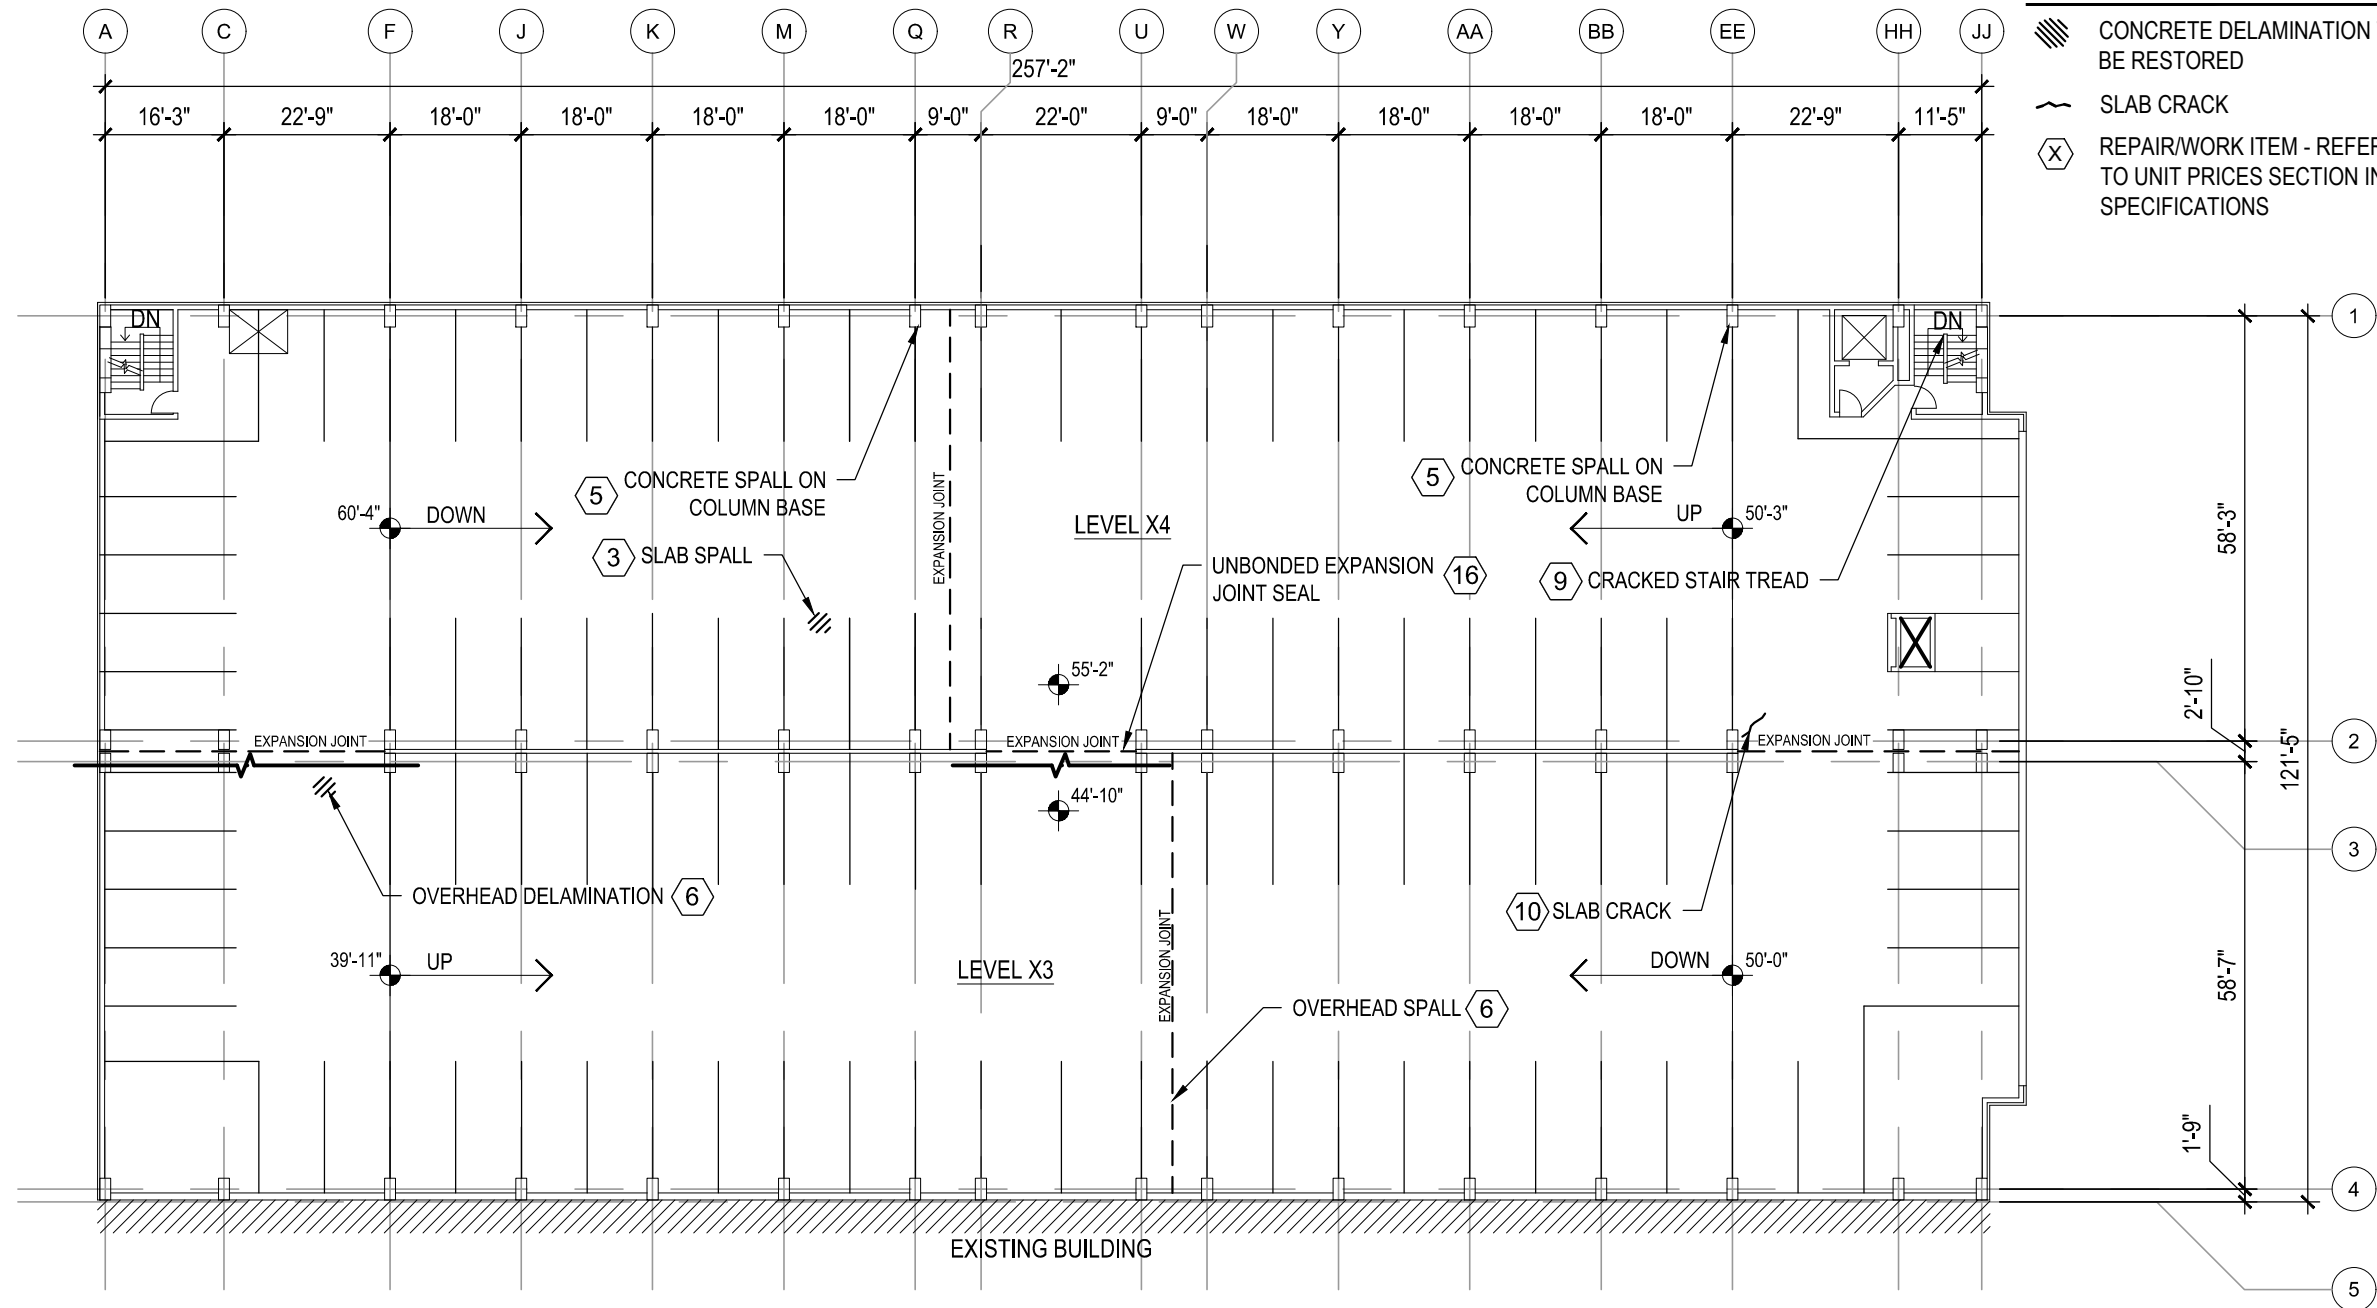 A
C
F
J
K
M
Q
R
U
W
Y
AA
BB
EE
HH
JJ
257'-2"
16'-3"
22'-9"
18'-0"
18'-0"
18'-0"
18'-0"
9'-0"
22'-0"
9'-0"
18'-0"
18'-0"
18'-0"
18'-0"
22'-9"
11'-5"
CONCRETE DELAMINATION
BE RESTORED
SLAB CRACK
X
REPAIR/WORK ITEM - REFER
TO UNIT PRICES SECTION IN
SPECIFICATIONS
DN
DN
1
5
CONCRETE SPALL ON
COLUMN BASE
5
CONCRETE SPALL ON
COLUMN BASE
60'-4"
DOWN
EXPANSION JOINT
LEVEL X4
UP
50'-3"
58'-3"
3
SLAB SPALL
UNBONDED EXPANSION
JOINT SEAL
16
9
CRACKED STAIR TREAD
55'-2"
2'-10"
EXPANSION JOINT
EXPANSION JOINT
EXPANSION JOINT
2
121'-5"
44'-10"
3
OVERHEAD DELAMINATION
6
10
SLAB CRACK
EXPANSION JOINT
39'-11"
UP
LEVEL X3
DOWN
50'-0"
58'-7"
OVERHEAD SPALL
6
1'-9"
4
EXISTING BUILDING
5